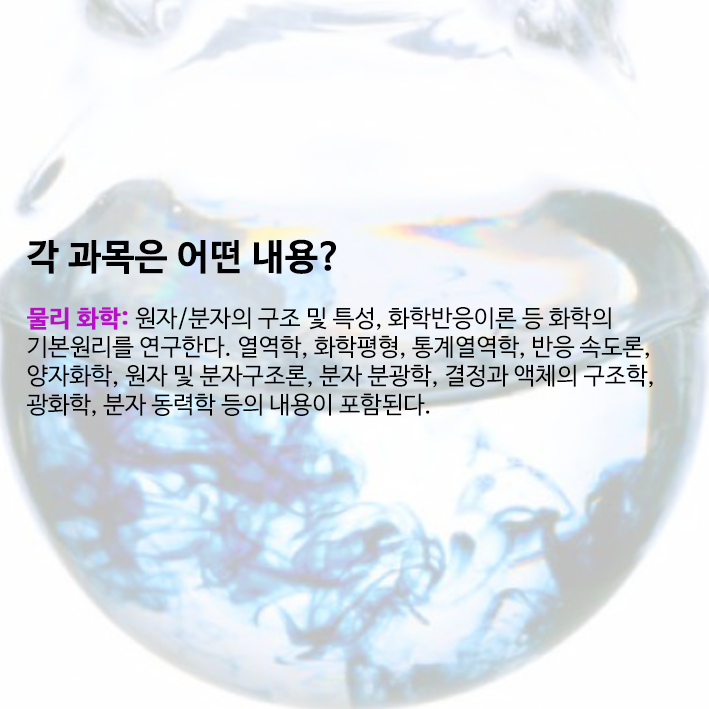 각 과목은 어떤 내용?
물리 화학: 원자/분자의 구조 및 특성, 화학반응이론 등 화학의
기본원리를 연구한다. 열역학, 화학평형, 통계열역학, 반응 속도론,
양자화학, 원자 및 분자구조론, 분자 분광학, 결정과 액체의 구조학,
광화학, 분자 동력학 등의 내용이 포함된다.